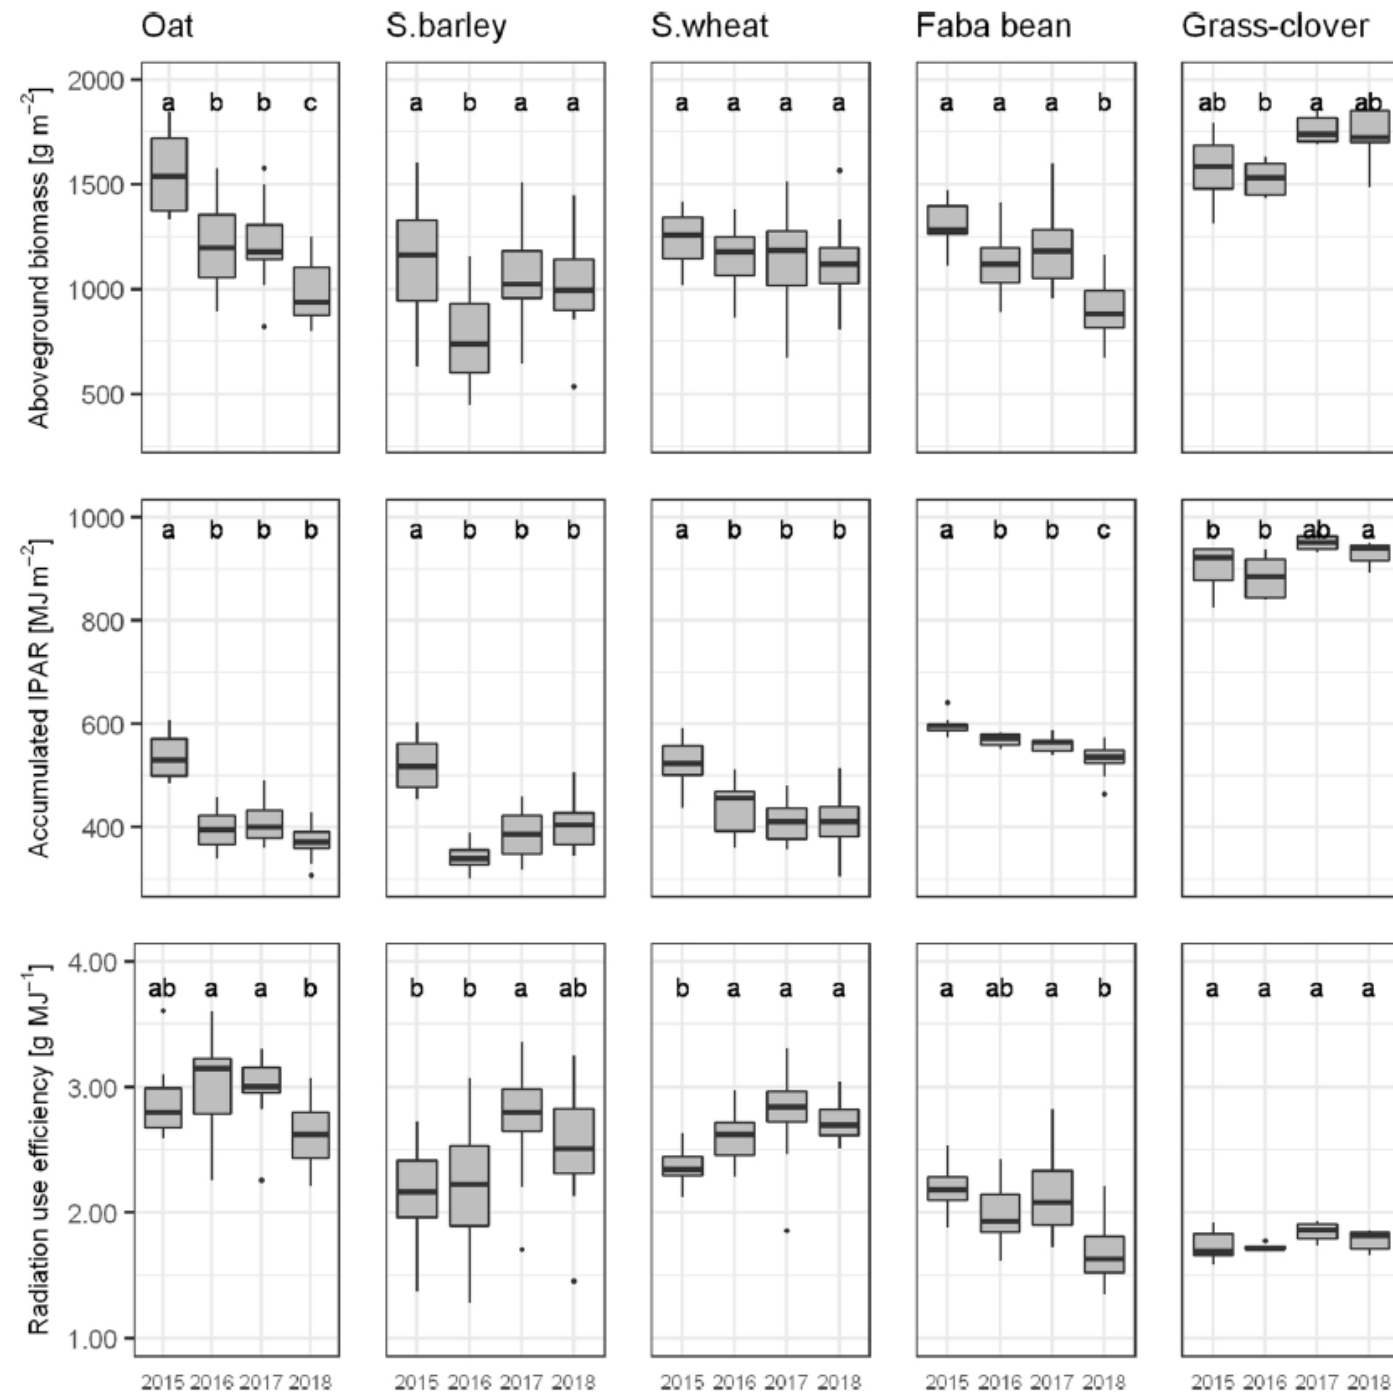 Oat S.barley S.wheat Faba bean Grass-clover
Aboveground biomass [g m⁻²]
2000
1500
1000
500
a b b c
a b a a
a a a a
a a a b
ab b a ab
Accumulated IPAR [MJ m⁻²]
1000
800
600
400
a b b b
a b b b
a b b b
a b b c
b b ab a
Radiation use efficiency [g MJ⁻¹]
4.00
3.00
2.00
1.00
ab a a b
b b a ab
b a a a
a ab a b
a a a a
2015 2016 2017 2018
2015 2016 2017 2018
2015 2016 2017 2018
2015 2016 2017 2018
2015 2016 2017 2018